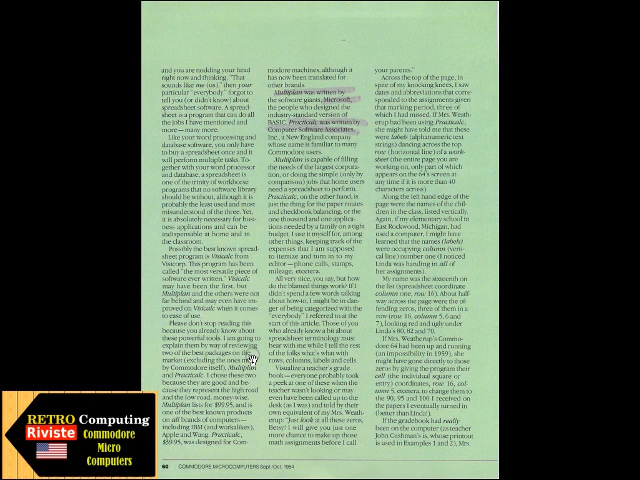 and you are nodding your head
right now and thinking, "That
sounds like me (us)," then your
particular "everybody" forgot to
tell you (or didn't know) about
spreadsheet software. A spread-
sheet is a program that can do all
the jobs I have mentioned and
more—many more.
Like your word processing and
database software, you only have
to buy a spreadsheet once and it
will perform multiple tasks. To-
gether with your word processor
and database, a spreadsheet is
one of the trinity of workhorse
programs that no software library
should be without, although it is
probably the least used and most
misunderstood of the three. Yet,
it is absolutely necessary for busi-
ness applications and can be
indispensible at home and in
the classroom.
Possibly the best known spread-
sheet program is Visicalc from
Visicorp. This program has been
called "the most versatile piece of
software ever written." Visicalc
may have been the first, but
Multiplan and the others were not
far behind and may even have im-
proved on Visicalc when it comes
to ease of use.
Please don't stop reading this
because you already know about
these powerful tools. I am going to
explain them by way of reviewing
two of the best packages on the
market (excluding the ones made
by Commodore itself), Multiplan
and Practicalc. I chose these two
because they are good and be-
cause they represent the high road
and the low road, money-wise.
Multiplan lists for $99.95, and is
one of the best known products
on all brands of computers—
including IBM (and workalikes),
Apple and Wang. Practicalc,
$59.95, was designed for Com-
modore machines, although it
has now been translated for
other brands.
Multiplan was written by
the software giants, Microsoft,
the people who designed the
industry-standard version of
BASIC. Practicalc was written by
Computer Software Associates,
Inc., a New England company
whose name is familiar to many
Commodore users.
Multiplan is capable of filling
the needs of the largest corpora-
tion, or doing the simple (only by
comparison) jobs that home users
need a spreadsheet to perform.
Practicalc, on the other hand, is
just the thing for the paper routes
and checkbook balancing, or the
one thousand and one applica-
tions needed by a family on a tight
budget. I use it myself for, among
other things, keeping track of the
expenses that I am supposed
to itemize and turn in to my
editor—phone calls, stamps,
mileage, etcetera.
All very nice, you say, but how
do the blamed things work? If I
didn't spend a few words talking
about how-to, I might be in dan-
ger of being categorized with the
"everybody" I referred to at the
start of this article. Those of you
who already know a bit about
spreadsheet terminology must
bear with me while I tell the rest
of the folks what's what with
rows, columns, labels and cells.
Visualize a teacher's grade
book—everyone probably took
a peek at one of these when the
teacher wasn't looking or may
even have been called up to the
desk (as I was) and told by their
own equivalent of my Mrs. Weath-
erup: "Just look at all these zeros,
Betsy! I will give you just one
more chance to make up those
math assignments before I call
your parents."
Across the top of the page, in
spite of my knocking knees, I saw
dates and abbreviations that corre-
sponded to the assignments given
that marking period, three of
which I had missed. If Mrs. Weath-
erup had been using Practicalc,
she might have told me that these
were labels (alphanumeric text
strings) dancing across the top
row (horizontal line) of a work-
sheet (the entire page you are
working on, only part of which
appears on the 64's screen at
any time if it is more than 40
characters across).
Along the left hand edge of the
page were the names of the chil-
dren in the class, listed vertically.
Again, if my elementary school in
East Rockwood, Michigan, had
used a computer, I might have
learned that the names (labels)
were occupying column (verti-
cal line) number one (I noticed
Linda was handing in all of
her assignments).
My name was the sixteenth on
the list (spreadsheet coordinate
column one, row 16). About half-
way across the page were the of-
fending zeros, three of them in a
row (row 16, column 5, 6 and
7), looking red and ugly under
Linda's 80, 82 and 70.
If Mrs. Weatherup's Commo-
dore 64 had been up and running
(an impossibility in 1959), she
might have gone directly to those
zeros by giving the program their
cell (the individual square or
entry) coordinates, row 16, col-
umn 5, etcetera, to change them to
the 90, 95 and 100 I received on
the papers I eventually turned in
(better than Linda!).
If the gradebook had really
been on the computer (as teacher
John Cushman's is, whose printout
is used in Examples 1 and 2), Mrs.
60 COMMODORE MICROCOMPUTERS Sept./Oct. 1984
RETRO Computing
Riviste
Commodore
Micro
Computers